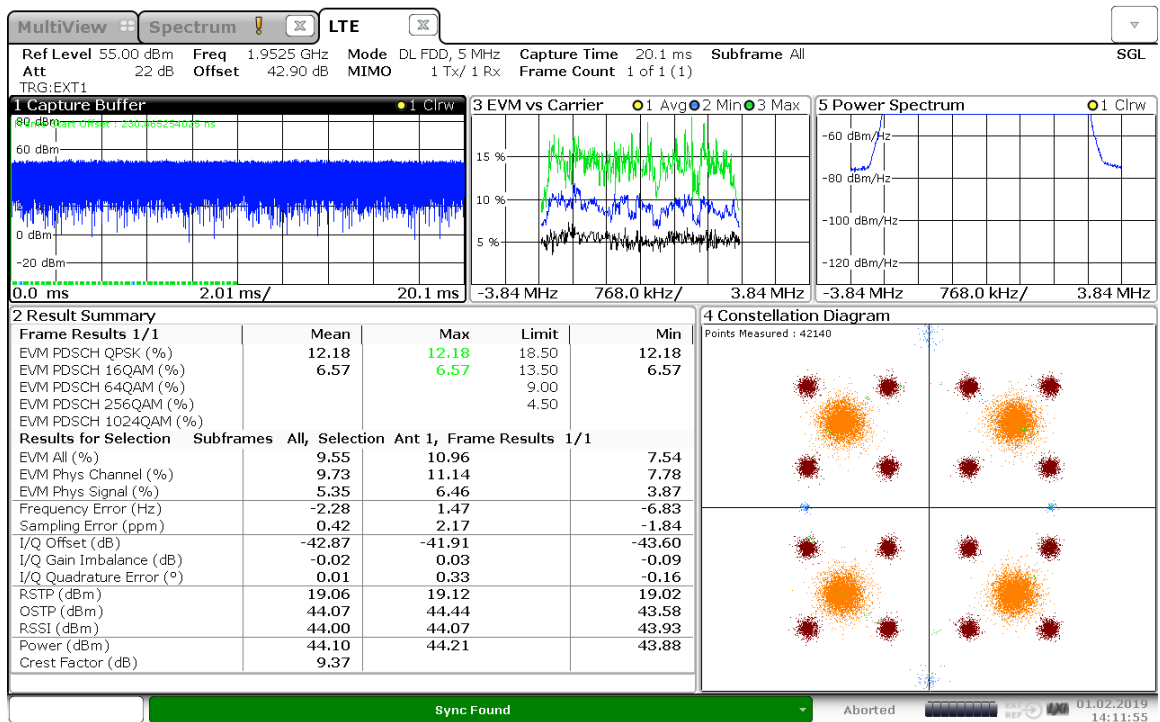 MultiView Spectrum LTE
Ref Level 55.00 dBm Freq 1.9525 GHz Mode DL FDD, 5 MHz Capture Time 20.1 ms Subframe All SGL
Att 22 dB Offset 42.90 dB MIMO 1 Tx/ 1 Rx Frame Count 1 of 1 (1)
TRG:EXT1
1 Capture Buffer 1 Clrw
80 dBm
60 dBm
0 dBm
-20 dBm
0.0 ms 2.01 ms/ 20.1 ms
3 EVM vs Carrier 1 Avg 2 Min 3 Max
15 %
10 %
5 %
-3.84 MHz 768.0 kHz/ 3.84 MHz
5 Power Spectrum 1 Clrw
-60 dBm/Hz
-80 dBm/Hz
-100 dBm/Hz
-120 dBm/Hz
-3.84 MHz 768.0 kHz/ 3.84 MHz
2 Result Summary
Frame Results 1/1 Mean Max Limit Min
EVM PDSCH QPSK (%) 12.18 12.18 18.50 12.18
EVM PDSCH 16QAM (%) 6.57 6.57 13.50 6.57
EVM PDSCH 64QAM (%) 9.00
EVM PDSCH 256QAM (%) 4.50
EVM PDSCH 1024QAM (%)
Results for Selection Subframes All, Selection Ant 1, Frame Results 1/1
EVM All (%) 9.55 10.96 7.54
EVM Phys Channel (%) 9.73 11.14 7.78
EVM Phys Signal (%) 5.35 6.46 3.87
Frequency Error (Hz) -2.28 1.47 -6.83
Sampling Error (ppm) 0.42 2.17 -1.84
I/Q Offset (dB) -42.87 -41.91 -43.60
I/Q Gain Imbalance (dB) -0.02 0.03 -0.09
I/Q Quadrature Error (º) 0.01 0.33 -0.16
RSTP (dBm) 19.06 19.12 19.02
OSTP (dBm) 44.07 44.44 43.58
RSSI (dBm) 44.00 44.07 43.93
Power (dBm) 44.10 44.21 43.88
Crest Factor (dB) 9.37
4 Constellation Diagram
Points Measured : 42140
Sync Found
Aborted
01.02.2019
14:11:55